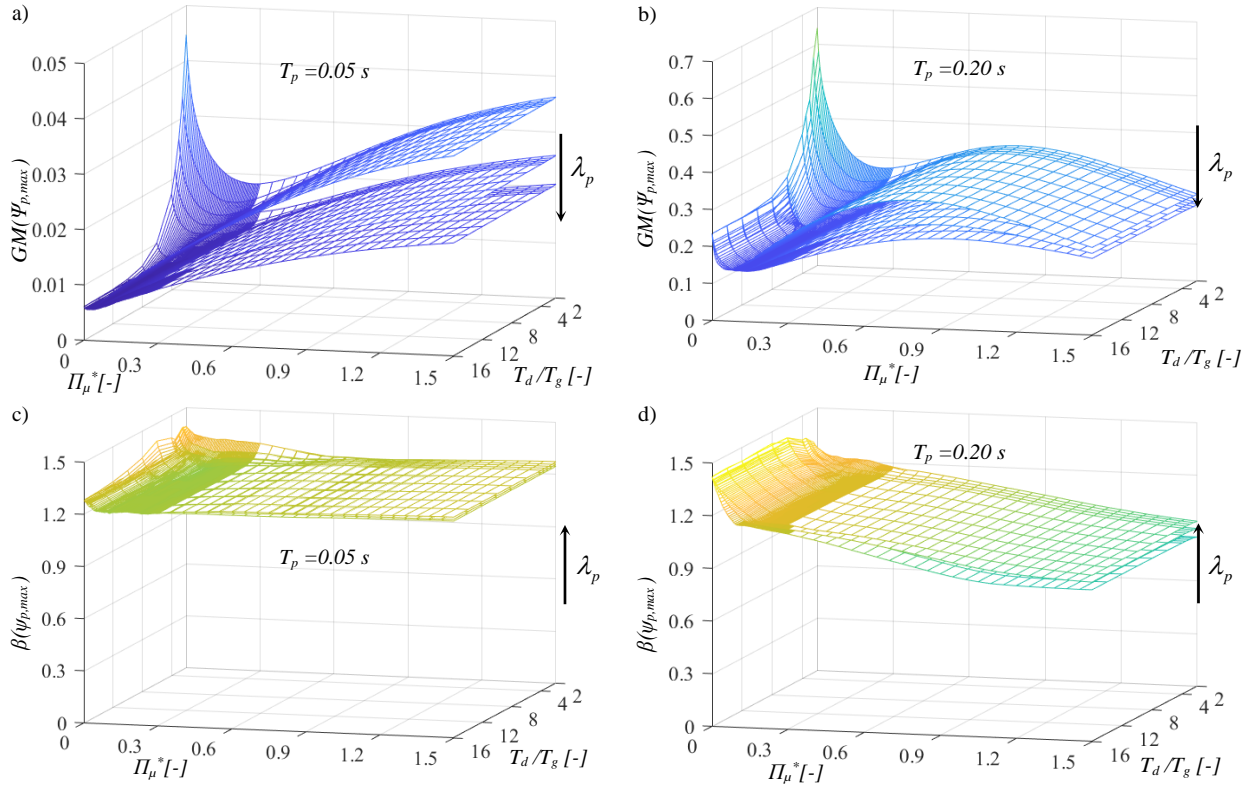 a)
T_p =0.05 s
0.05
0.04
0.03
0.02
0.01
0
GM(Ψ_p,max)
λ_p
0
0.3
0.6
0.9
1.2
1.5
Π_μ*[-]
16
12
8
4
2
T_d /T_g [-]
b)
T_p =0.20 s
0.7
0.6
0.5
0.4
0.3
0.2
0.1
0
GM(Ψ_p,max)
λ_p
0
0.3
0.6
0.9
1.2
1.5
Π_μ*[-]
16
12
8
4
2
T_d /T_g [-]
c)
T_p =0.05 s
1.5
1.2
0.9
0.6
0.3
0
β(ψ_p,max)
λ_p
0
0.3
0.6
0.9
1.2
1.5
Π_μ*[-]
16
12
8
4
2
T_d /T_g [-]
d)
T_p =0.20 s
1.5
1.2
0.9
0.6
0.3
0
β(ψ_p,max)
λ_p
0
0.3
0.6
0.9
1.2
1.5
Π_μ*[-]
16
12
8
4
2
T_d /T_g [-]